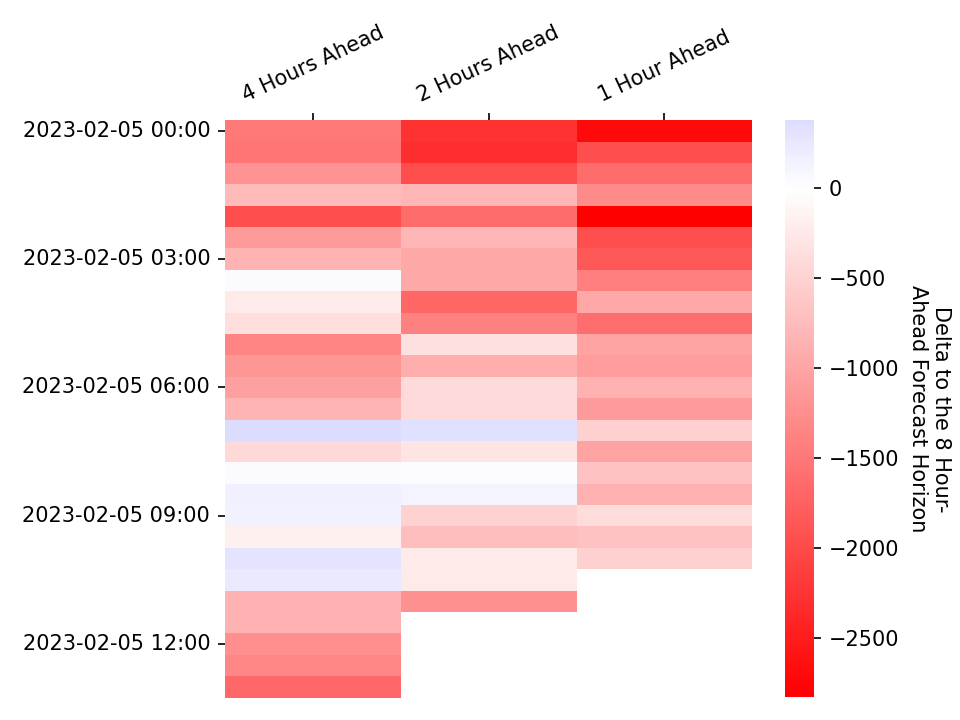 4 Hours Ahead
2 Hours Ahead
1 Hour Ahead
2023-02-05 00:00
2023-02-05 03:00
2023-02-05 06:00
2023-02-05 09:00
2023-02-05 12:00
0
−500
−1000
−1500
−2000
−2500
Delta to the 8 Hour-
Ahead Forecast Horizon